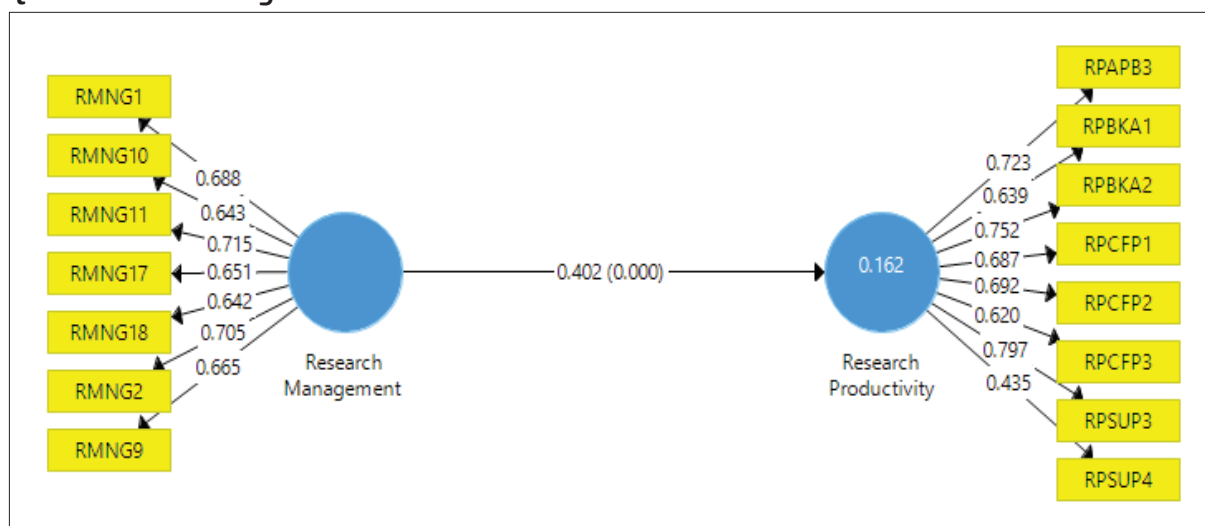 RMNG1
RMNG10
RMNG11
RMNG17
RMNG18
RMNG2
RMNG9
0.688
0.643
0.715
0.651
0.642
0.705
0.665
Research
Management
0.402 (0.000)
0.162
Research
Productivity
0.723
0.639
0.752
0.687
0.692
0.620
0.797
0.435
RPAPB3
RPBKA1
RPBKA2
RPCFP1
RPCFP2
RPCFP3
RPSUP3
RPSUP4